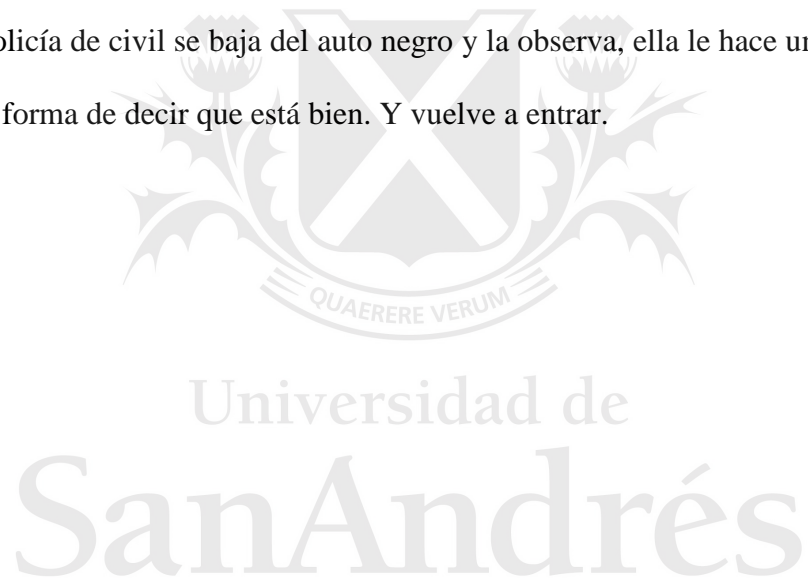 olicía de civil se baja del auto negro y la observa, ella le hace un
forma de decir que está bien. Y vuelve a entrar.
QUAERERE VERUM
Universidad de
SanAndrés